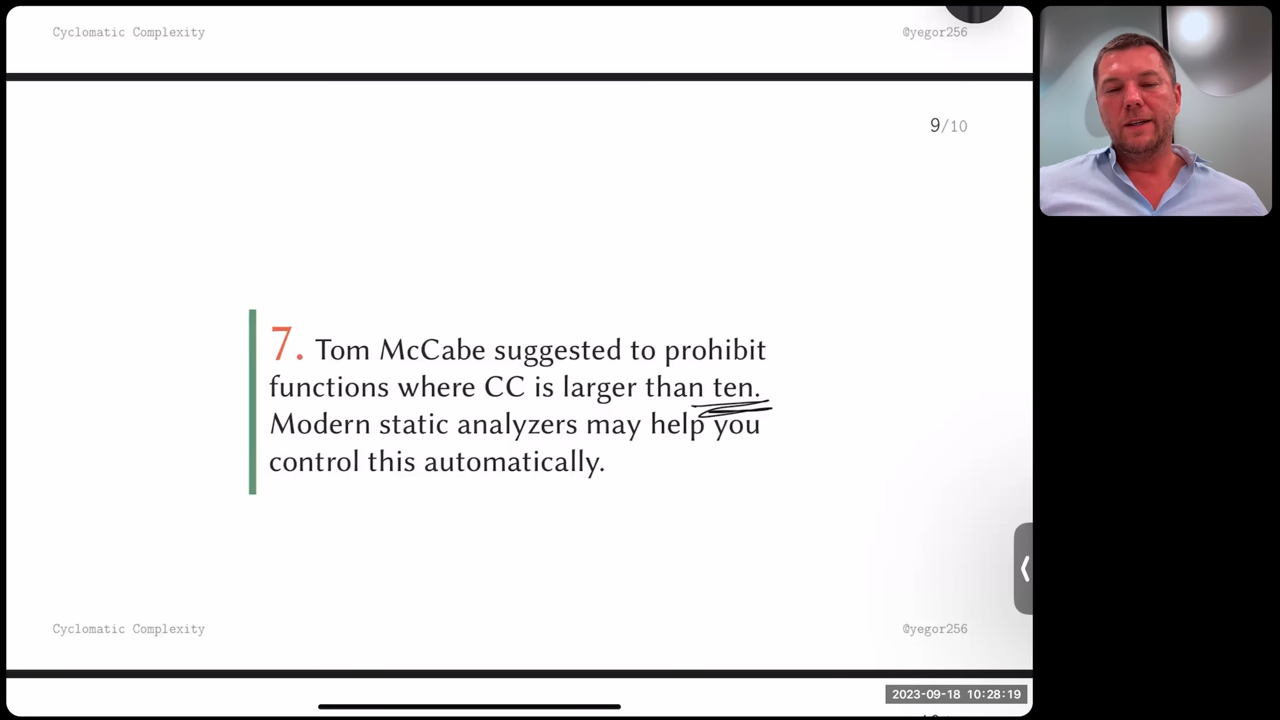 Cyclomatic Complexity
@yegor256
9/10
7. Tom McCabe suggested to prohibit
functions where CC is larger than ten.
Modern static analyzers may help you
control this automatically.
Cyclomatic Complexity
@yegor256
2023-09-18 10:28:19